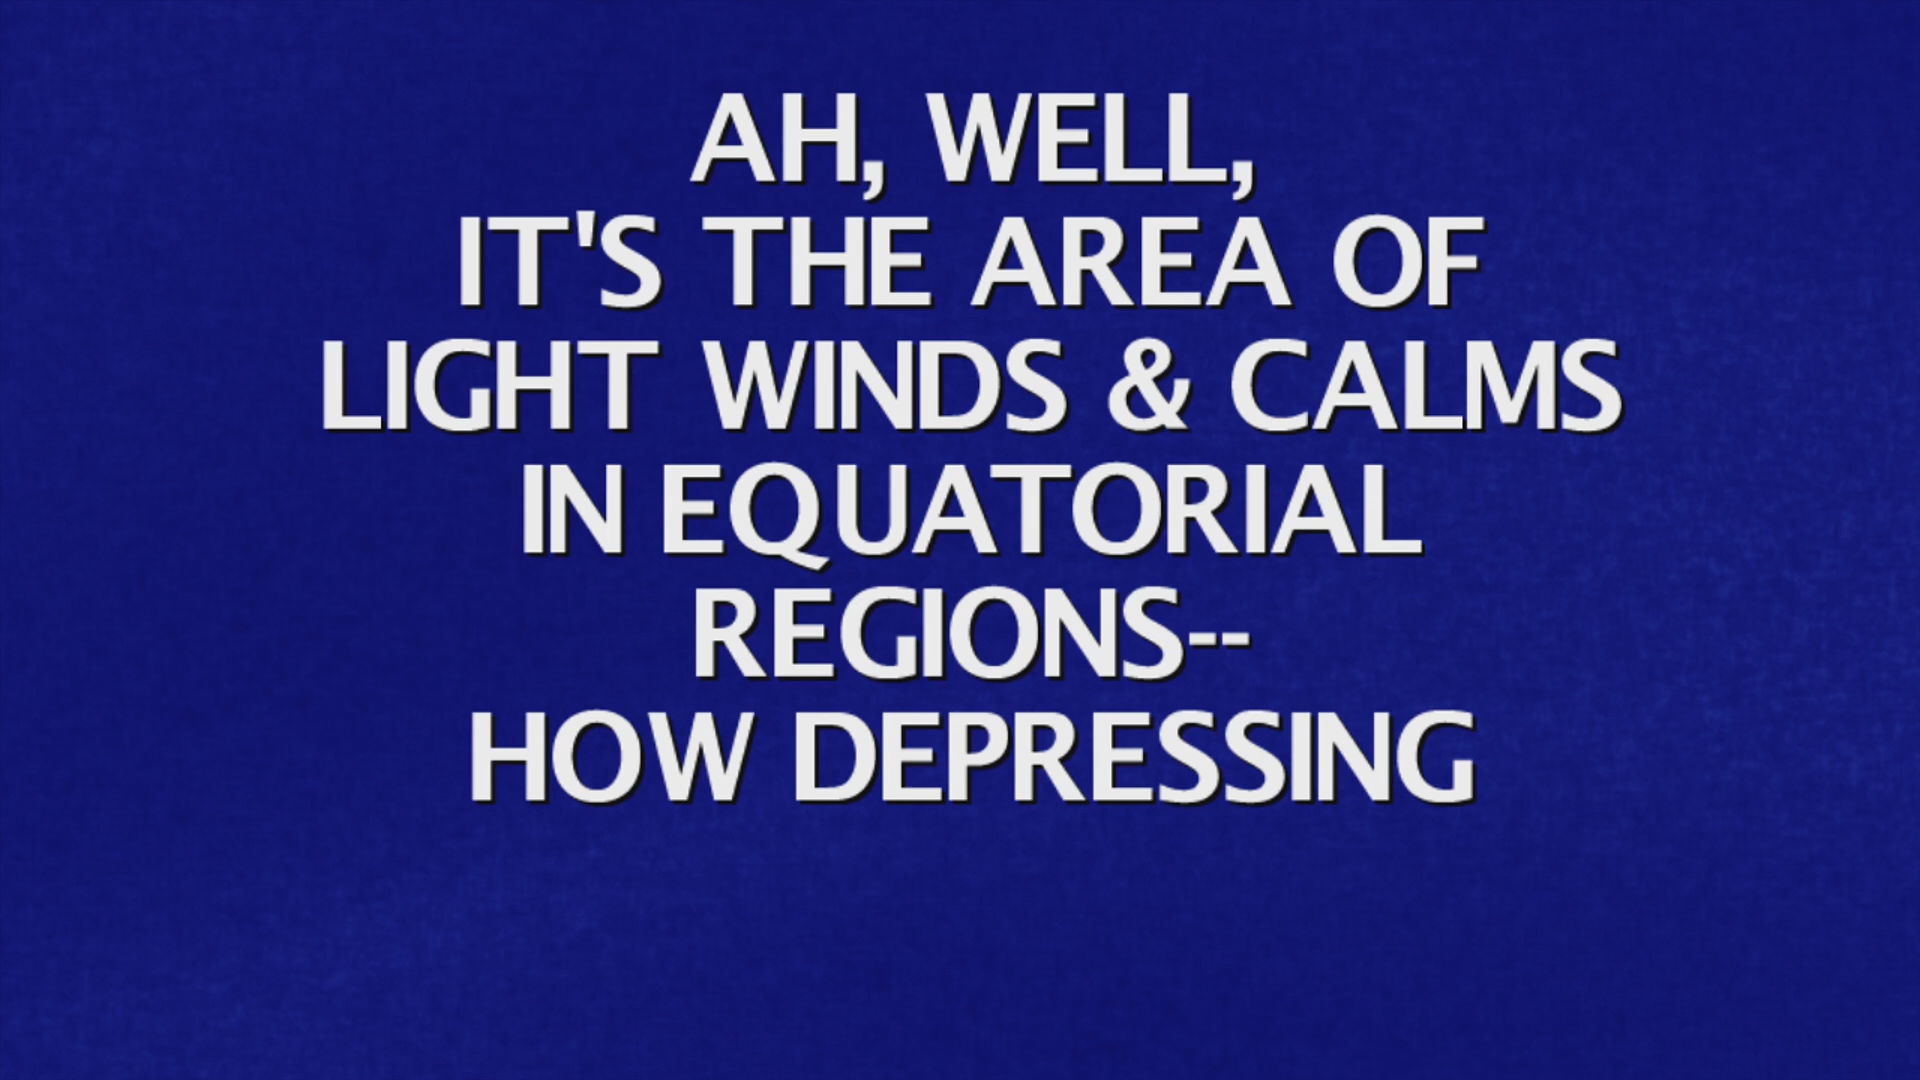 AH, WELL,
IT'S THE AREA OF
LIGHT WINDS & CALMS
IN EQUATORIAL
REGIONS--
HOW DEPRESSING